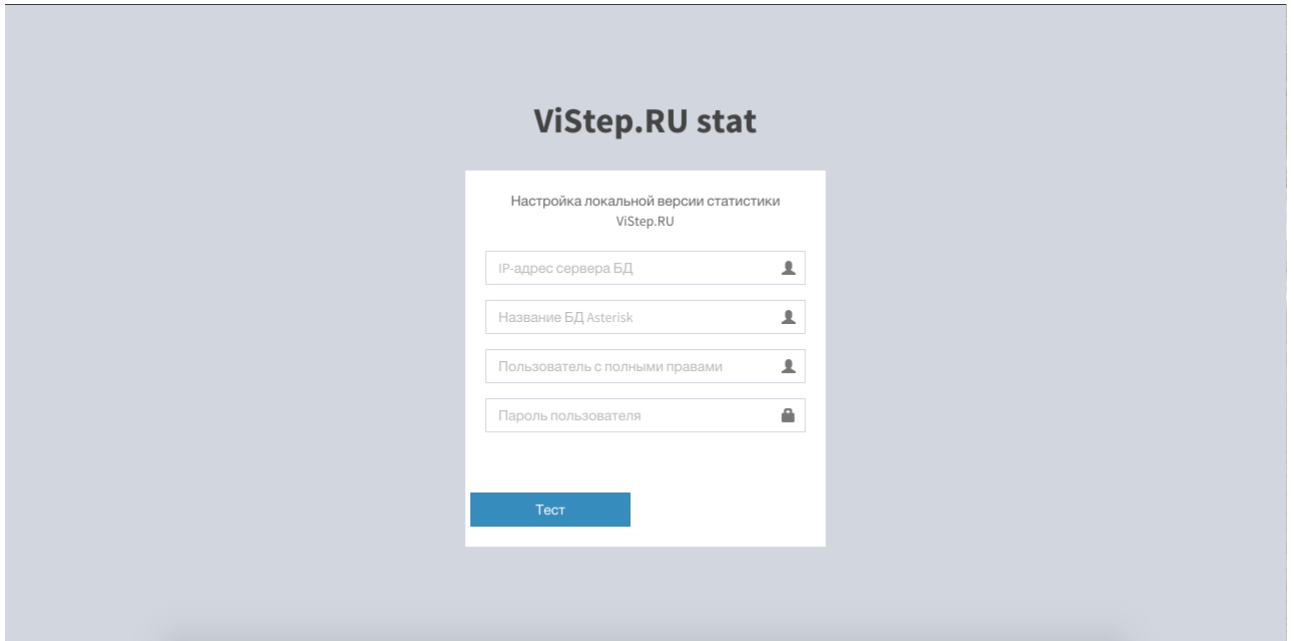 ViStep.RU stat
Настройка локальной версии статистики
ViStep.RU
IP-адрес сервера БД
Название БД Asterisk
Пользователь с полными правами
Пароль пользователя
Тест